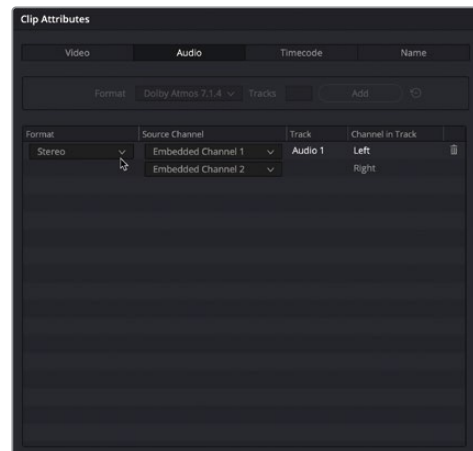 Clip Attributes
Video Audio Timecode Name
Format Dolby Atmos 7.1.4 Tracks Add
Format Source Channel Track Channel in Track
Stereo Embedded Channel 1 Audio 1 Left
Embedded Channel 2 Right